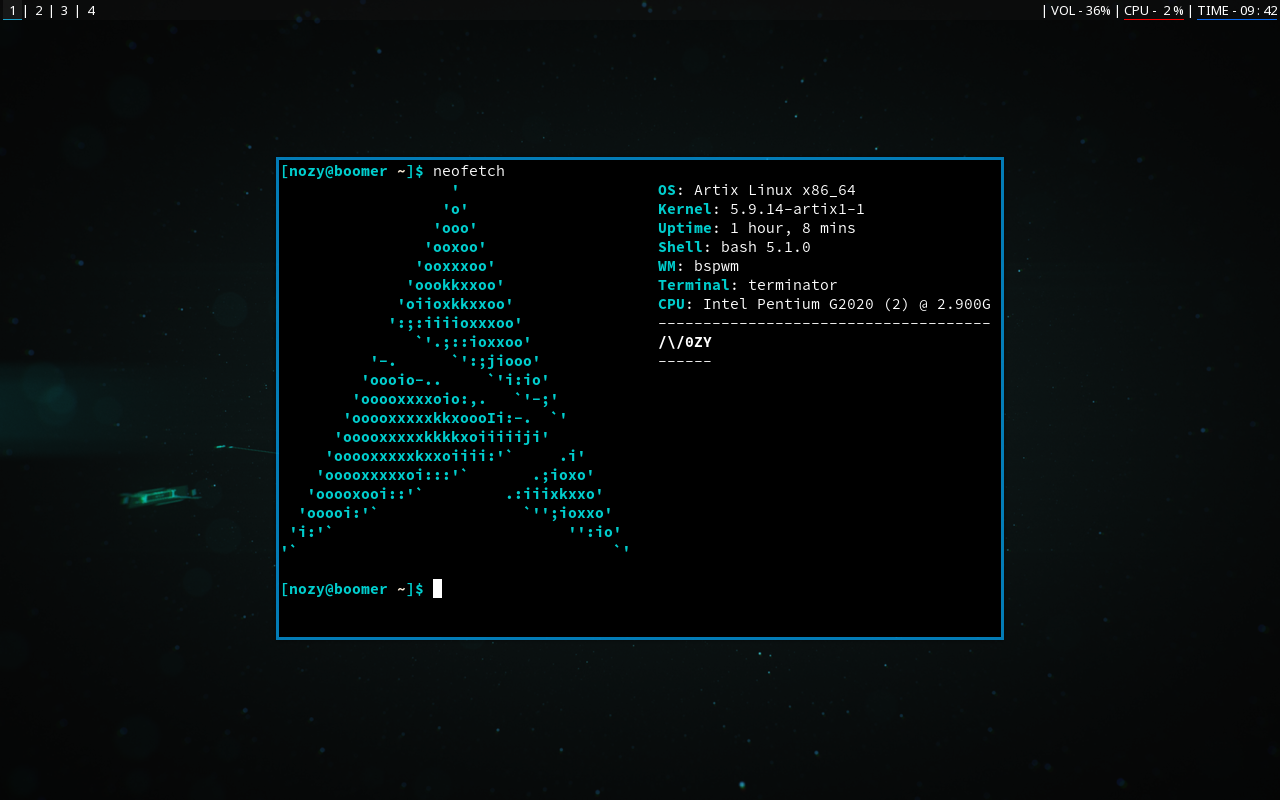 1 | 2 | 3 | 4 | VOL - 36% | CPU - 2 % | TIME - 09 : 42
[nozy@boomer ~]$ neofetch
' OS: Artix Linux x86_64
'o' Kernel: 5.9.14-artix1-1
'ooo' Uptime: 1 hour, 8 mins
'ooxoo' Shell: bash 5.1.0
'ooxxxoo' WM: bspwm
'oookkxxoo' Terminal: terminator
'oiioxkkxxoo' CPU: Intel Pentium G2020 (2) @ 2.900G
':;:iiiioxxxoo' -------------------------------------
`'.;::ioxxoo' /\/0ZY
'-. `':;jiooo' ------
'oooio-.. `'i:io'
'ooooxxxxoio:,. `'-;'
'ooooxxxxxkkxoooIi:-. `'
'ooooxxxxxkkkkxoiiiiiji'
'ooooxxxxxkxxoiiii:'` .i'
'ooooxxxxxoi:::'` .;ioxo'
'ooooxooi::'` .:iiixkxxo'
'ooooi:'` `'';ioxxo'
'i:'` '':io'
'` `'
[nozy@boomer ~]$